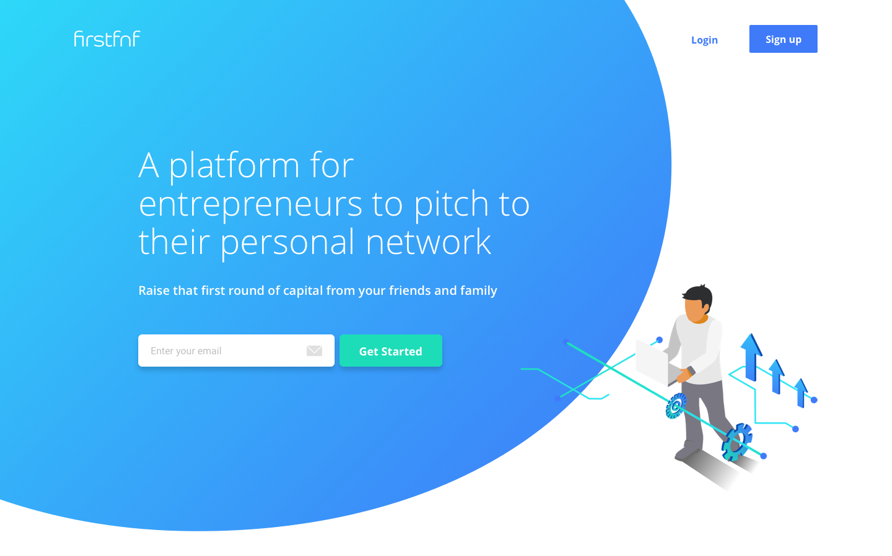 firstfnf
Login
Sign up
A platform for
entrepreneurs to pitch to
their personal network
Raise that first round of capital from your friends and family
Enter your email
Get Started